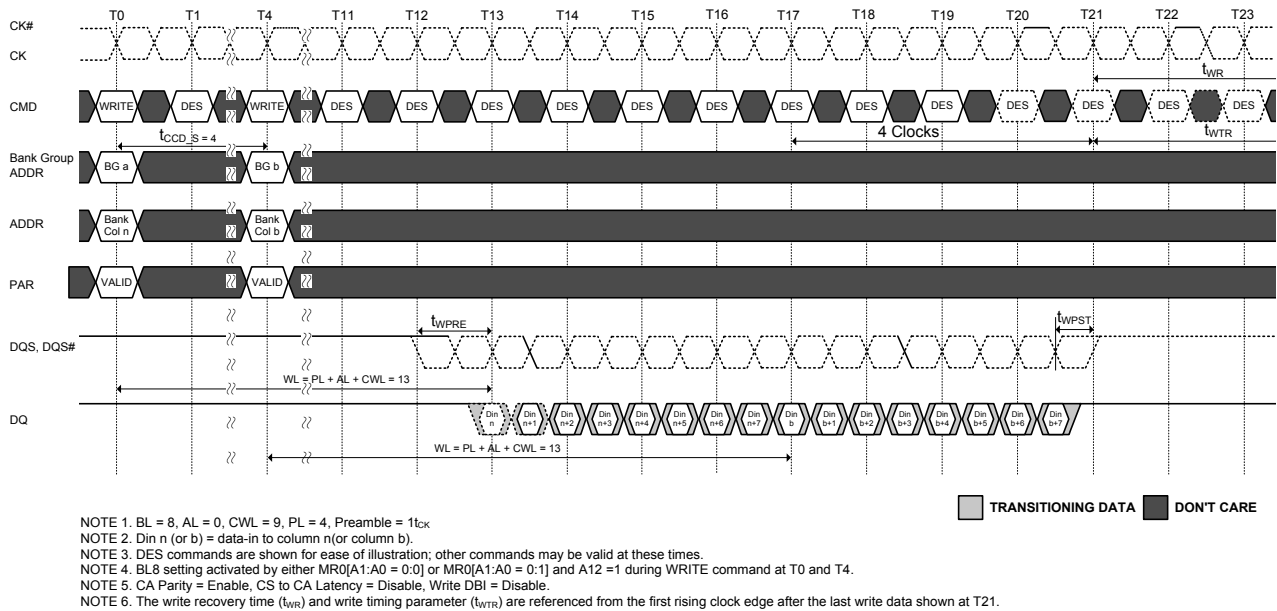 T0 T1 T4 T11 T12 T13 T14 T15 T16 T17 T18 T19 T20 T21 T22 T23
CK#
CK
tWR
CMD WRITE DES WRITE DES DES DES DES DES DES DES DES DES DES DES DES DES
tCCD_S = 4 4 Clocks tWTR
Bank Group
ADDR
BG a BG b
ADDR
Bank Bank
Col n Col b
PAR VALID VALID
tWPRE tWPST
DQS, DQS#
WL = PL + AL + CWL = 13
DQ
Din n Din n+1 Din n+2 Din n+3 Din n+4 Din n+5 Din n+6 Din n+7 Din b Din b+1 Din b+2 Din b+3 Din b+4 Din b+5 Din b+6 Din b+7
WL = PL + AL + CWL = 13
TRANSITIONING DATA DON'T CARE
NOTE 1. BL = 8, AL = 0, CWL = 9, PL = 4, Preamble = 1tCK
NOTE 2. Din n (or b) = data-in to column n(or column b).
NOTE 3. DES commands are shown for ease of illustration; other commands may be valid at these times.
NOTE 4. BL8 setting activated by either MR0[A1:A0 = 0:0] or MR0[A1:A0 = 0:1] and A12 =1 during WRITE command at T0 and T4.
NOTE 5. CA Parity = Enable, CS to CA Latency = Disable, Write DBI = Disable.
NOTE 6. The write recovery time (tWR) and write timing parameter (tWTR) are referenced from the first rising clock edge after the last write data shown at T21.